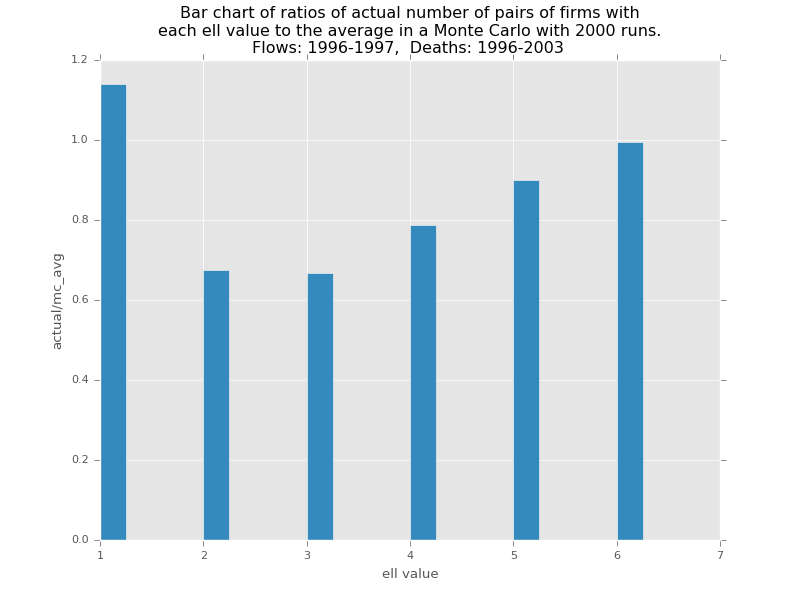 Bar chart of ratios of actual number of pairs of firms with
each ell value to the average in a Monte Carlo with 2000 runs.
Flows: 1996-1997,  Deaths: 1996-2003
1.2
1.0
0.8
0.6
0.4
0.2
0.0
actual/mc_avg
1 2 3 4 5 6 7
ell value